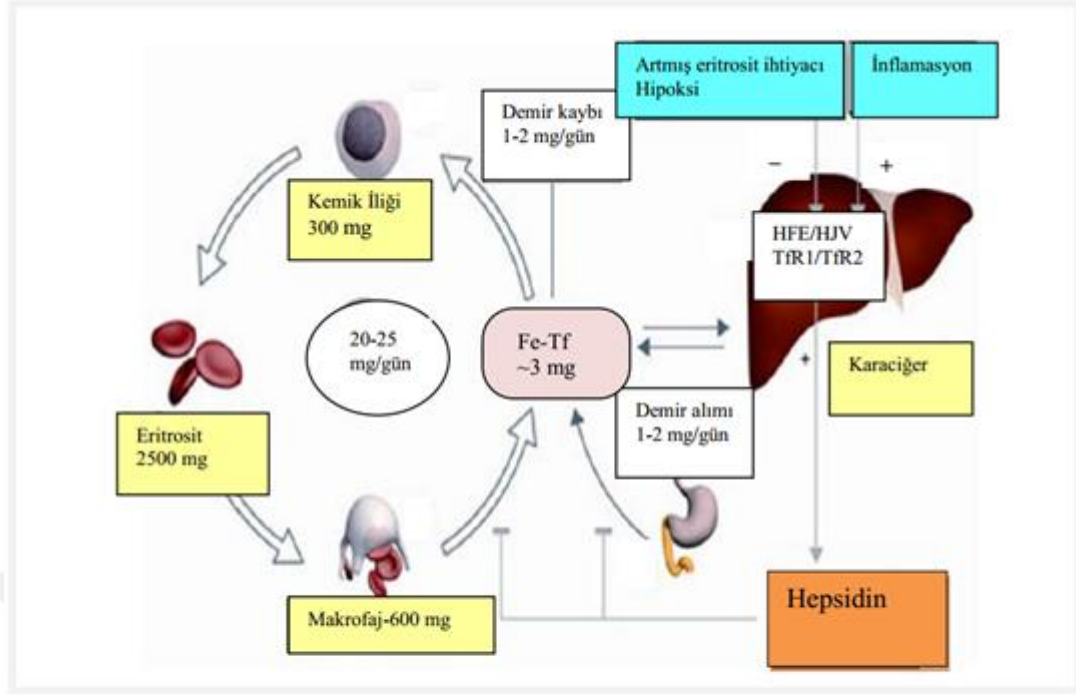 Artmış eritrosit ihtiyacı
Hipoksi
İnflamasyon
Demir kaybı
1-2 mg/gün
−
+
Kemik İliği
300 mg
HFE/HJV
TfR1/TfR2
20-25
mg/gün
Fe-Tf
~3 mg
+
Karaciğer
Demir alımı
1-2 mg/gün
Eritrosit
2500 mg
Hepsidin
Makrofaj-600 mg